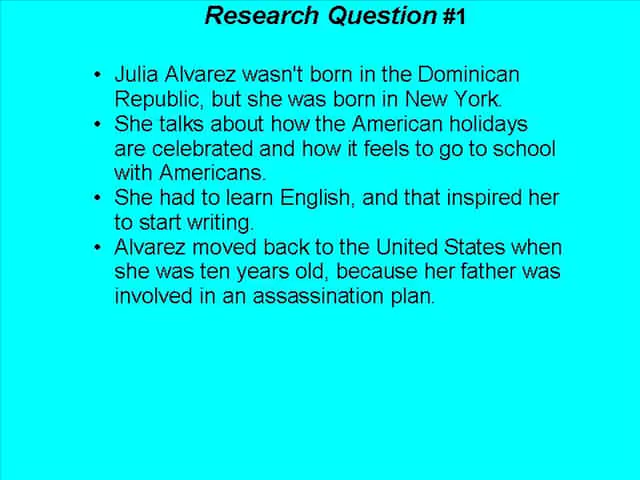 Research Question #1
• Julia Alvarez wasn't born in the Dominican
Republic, but she was born in New York.
• She talks about how the American holidays
are celebrated and how it feels to go to school
with Americans.
• She had to learn English, and that inspired her
to start writing.
• Alvarez moved back to the United States when
she was ten years old, because her father was
involved in an assassination plan.